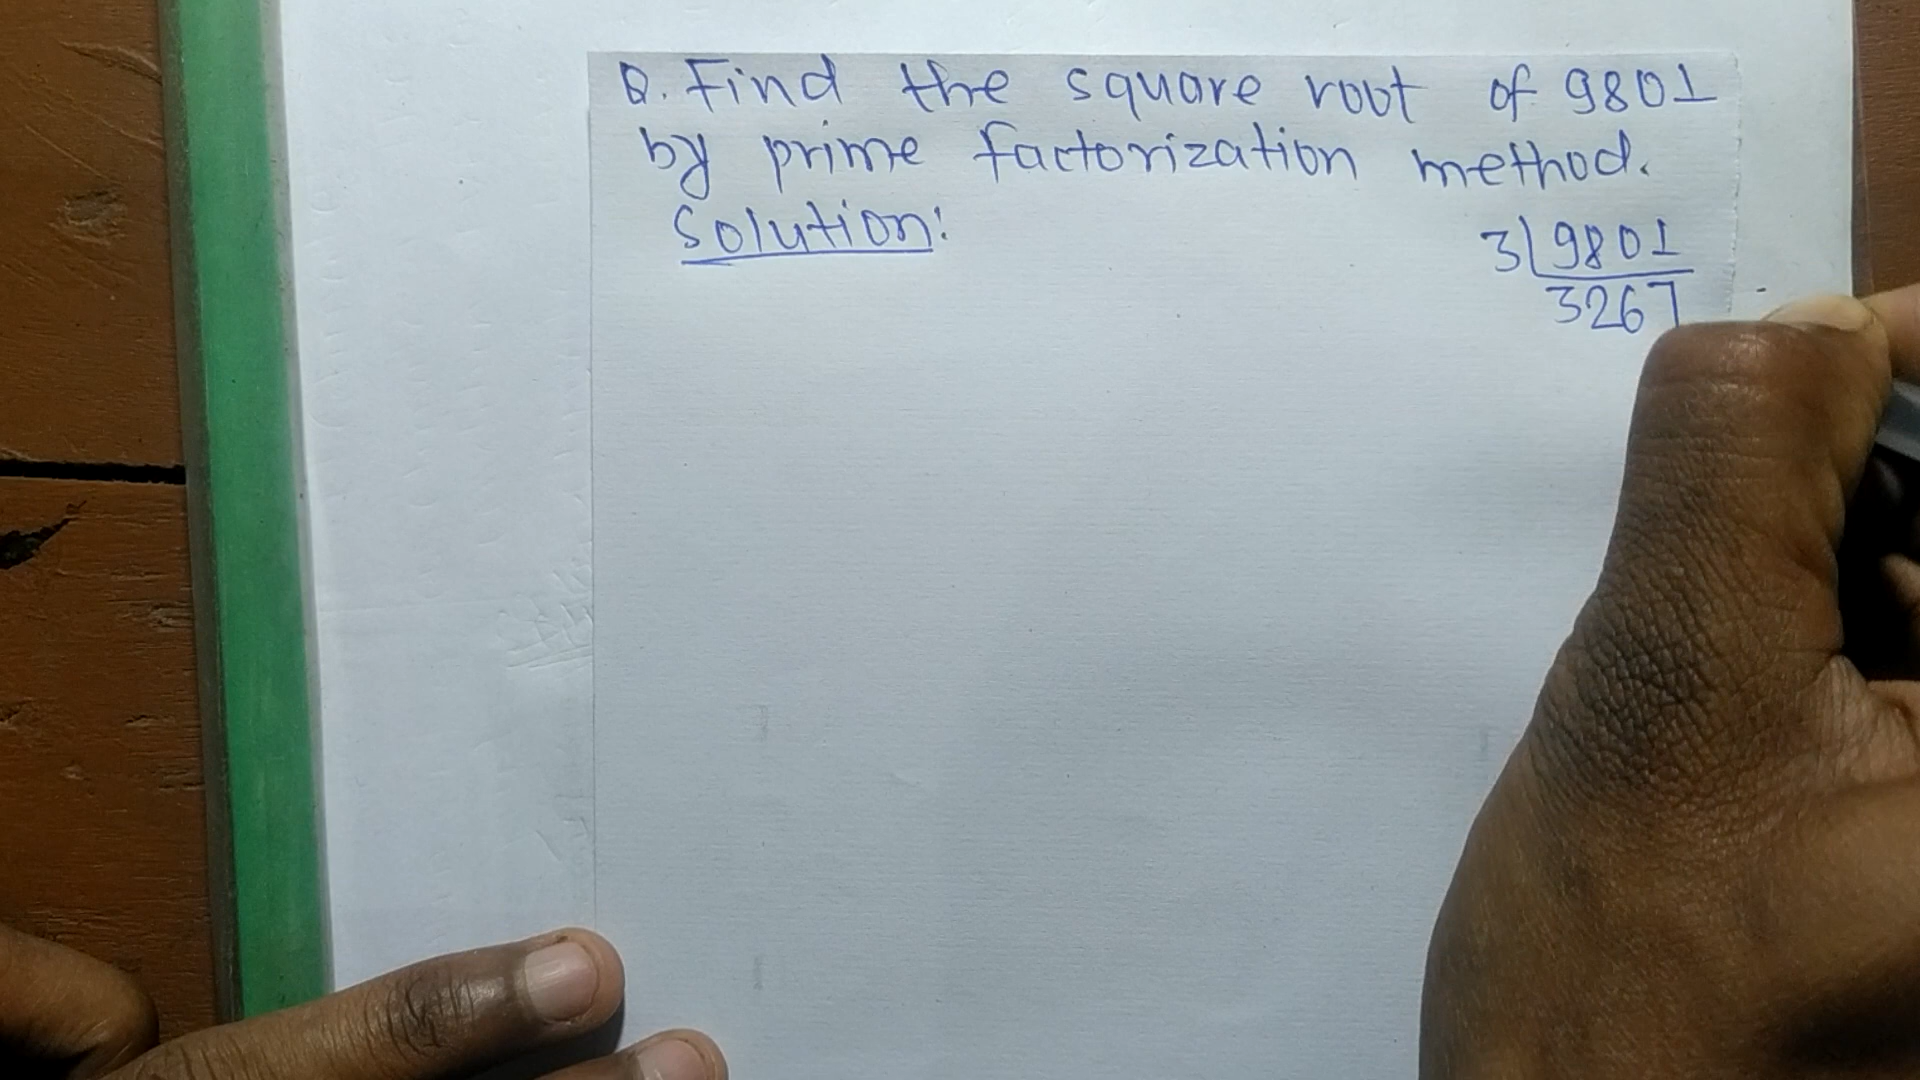 Q. Find the square root of 9801
by prime factorization method.
Solution:
3 9801
3267